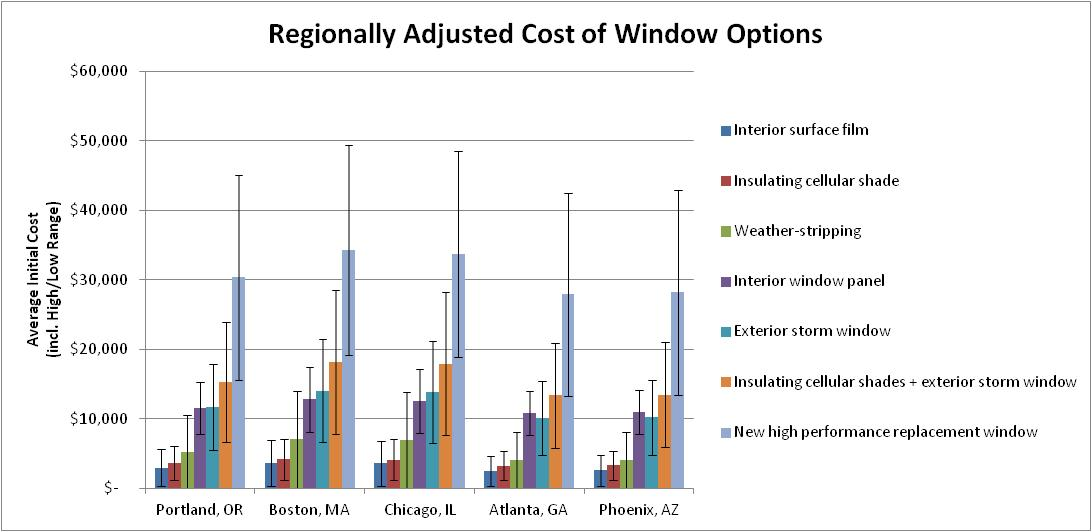 Regionally Adjusted Cost of Window Options
Average Initial Cost
(incl. High/Low Range)
$60,000
$50,000
$40,000
$30,000
$20,000
$10,000
$-
Portland, OR
Boston, MA
Chicago, IL
Atlanta, GA
Phoenix, AZ
Interior surface film
Insulating cellular shade
Weather-stripping
Interior window panel
Exterior storm window
Insulating cellular shades + exterior storm window
New high performance replacement window